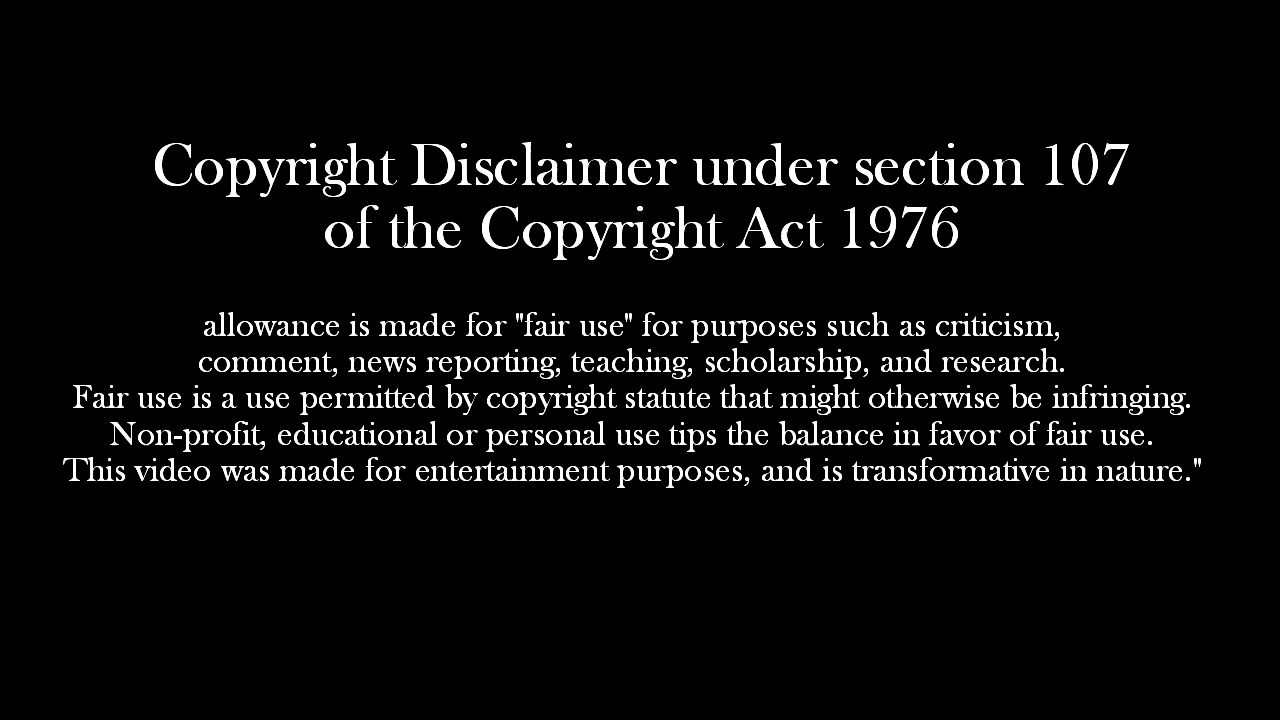 Copyright Disclaimer under section 107
of the Copyright Act 1976
allowance is made for "fair use" for purposes such as criticism,
comment, news reporting, teaching, scholarship, and research.
Fair use is a use permitted by copyright statute that might otherwise be infringing.
Non-profit, educational or personal use tips the balance in favor of fair use.
This video was made for entertainment purposes, and is transformative in nature."